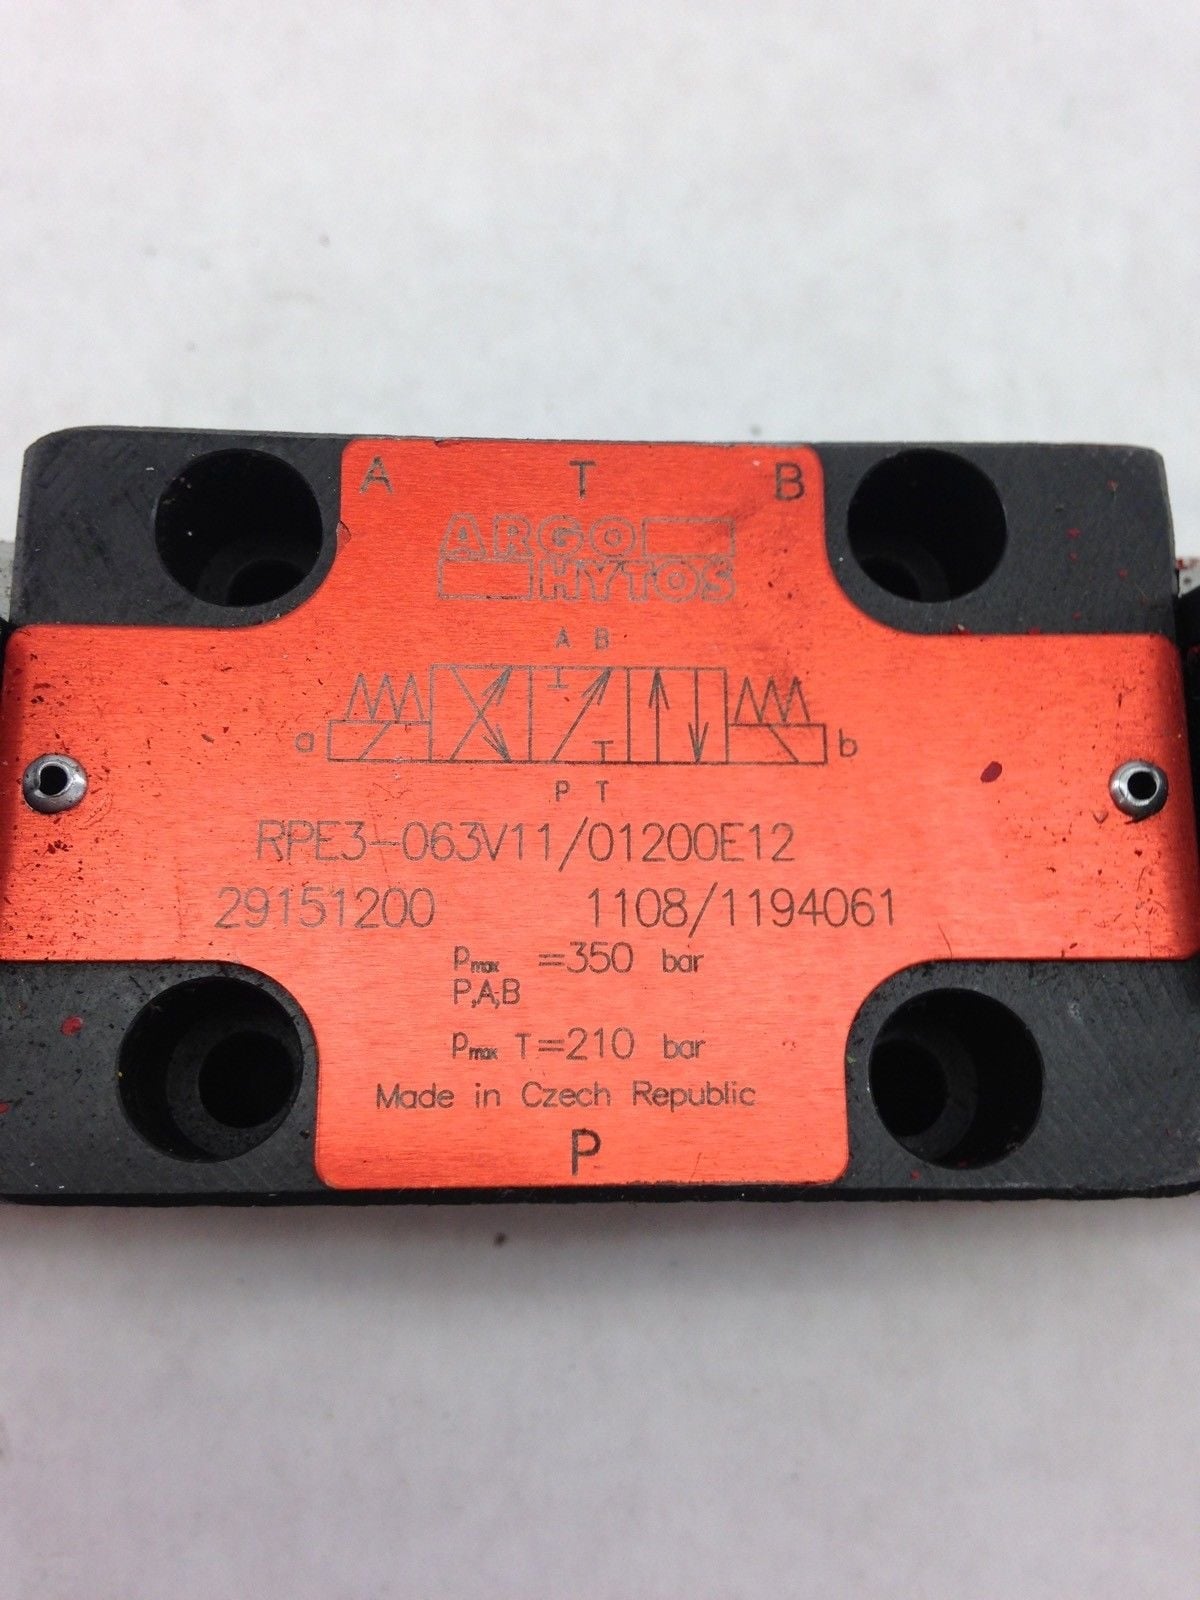 A T B
ARGO
HYTOS
A B
a b
P T
RPE3-063V11/01200E12
29151200 1108/1194061
pmax =350 bar
P,A,B
pmax T=210 bar
Made in Czech Republic
P